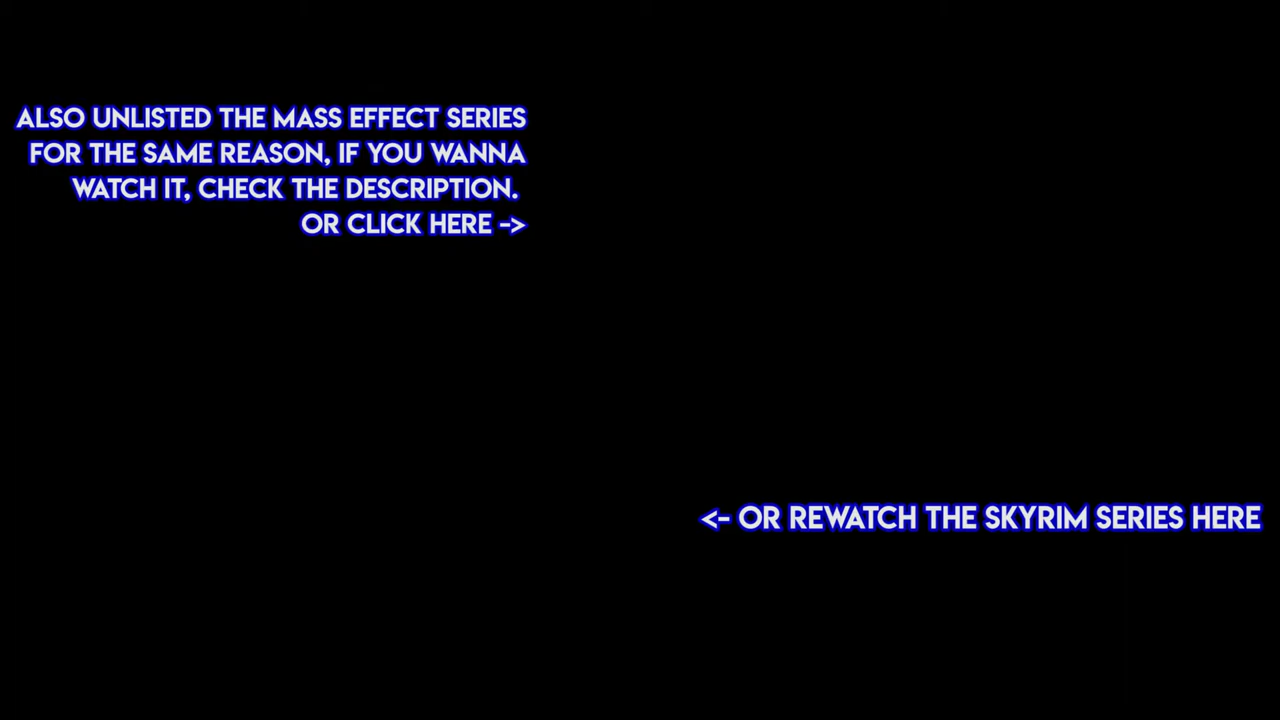 ALSO UNLISTED THE MASS EFFECT SERIES
FOR THE SAME REASON, IF YOU WANNA
WATCH IT, CHECK THE DESCRIPTION.
OR CLICK HERE ->
<- OR REWATCH THE SKYRIM SERIES HERE